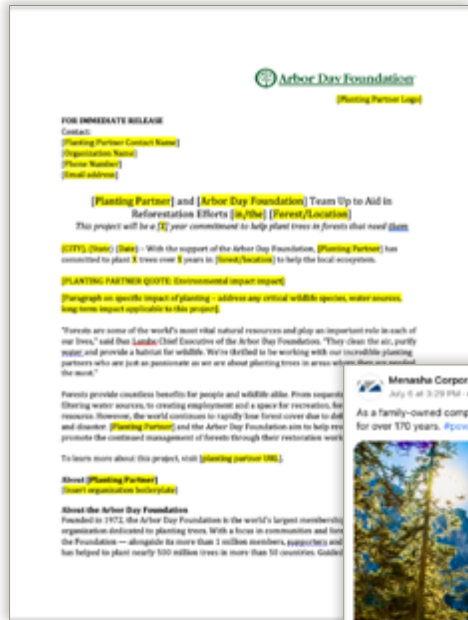 Arbor Day Foundation
[Planting Partner Logo]
FOR IMMEDIATE RELEASE
Contact:
[Planting Partner Contact Name]
[Organization Name]
[Phone Number]
[Email address]
[Planting Partner] and [Arbor Day Foundation] Team Up to Aid in
Reforestation Efforts [in/the] [Forest/Location]
This project will be a [X] year commitment to help plant trees in forests that need them
[CITY], [State] [Date] – With the support of the Arbor Day Foundation, [Planting Partner] has
committed to plant X trees over X years in [forest/location] to help the local ecosystem.
[PLANTING PARTNER QUOTE: Environmental impact impact]
[Paragraph on specific impact of planting – address any critical wildlife species, water sources,
long-term impact applicable to this project].
"Forests are some of the world's most vital natural resources and play an important role in each of
our lives," said Dan Lambe Chief Executive of the Arbor Day Foundation. "They clean the air, purify
water and provide a habitat for wildlife. We're thrilled to be working with our incredible planting
partners who are just as passionate as we are about planting trees in areas where they are needed
the most."
Forests provide countless benefits for people and wildlife alike. From
filtering water sources, to creating employment and a space for recreation,
resource. However, the world continues to rapidly lose forest cover due to
and disaster. [Planting Partner] and the Arbor Day Foundation aim to help
promote the continued management of forests through their restoration
To learn more about this project, visit [planting partner URL].
About [Planting Partner]
[Insert organization boilerplate]
About the Arbor Day Foundation
Founded in 1972, the Arbor Day Foundation is the world's largest
organization dedicated to planting trees. With a focus in communities and
the Foundation — alongside its more than 1 million members, supporters and
has helped to plant nearly 500 million trees in more than 50 countries. Guided
Menasha Corpor
July 6 at 3:29 PM
As a family-owned comp
for over 170 years. #pow